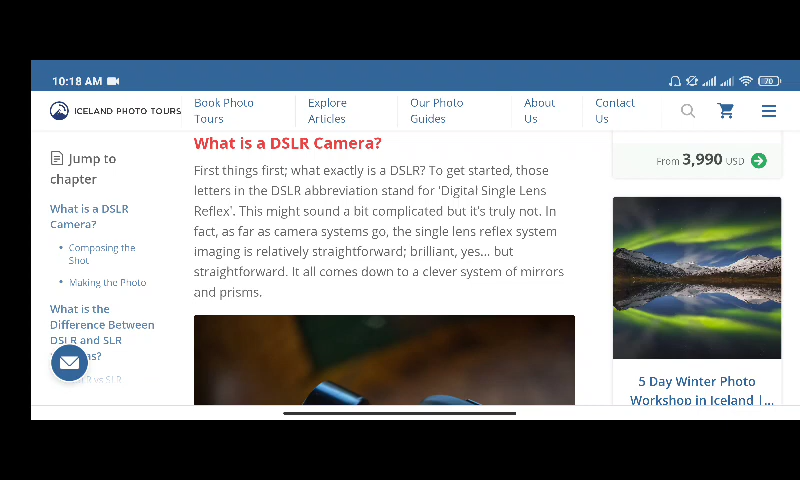 10:18 AM
70
ICELAND PHOTO TOURS
Book Photo
Tours
Explore
Articles
Our Photo
Guides
About
Us
Contact
Us
Jump to
chapter
What is a DSLR
Camera?
• Composing the
Shot
• Making the Photo
What is the
Difference Between
DSLR and SLR
as?
R vs SLR
What is a DSLR Camera?
First things first; what exactly is a DSLR? To get started, those
letters in the DSLR abbreviation stand for 'Digital Single Lens
Reflex'. This might sound a bit complicated but it's truly not. In
fact, as far as camera systems go, the single lens reflex system
imaging is relatively straightforward; brilliant, yes... but
straightforward. It all comes down to a clever system of mirrors
and prisms.
From 3,990 USD
5 Day Winter Photo
Workshop in Iceland |...